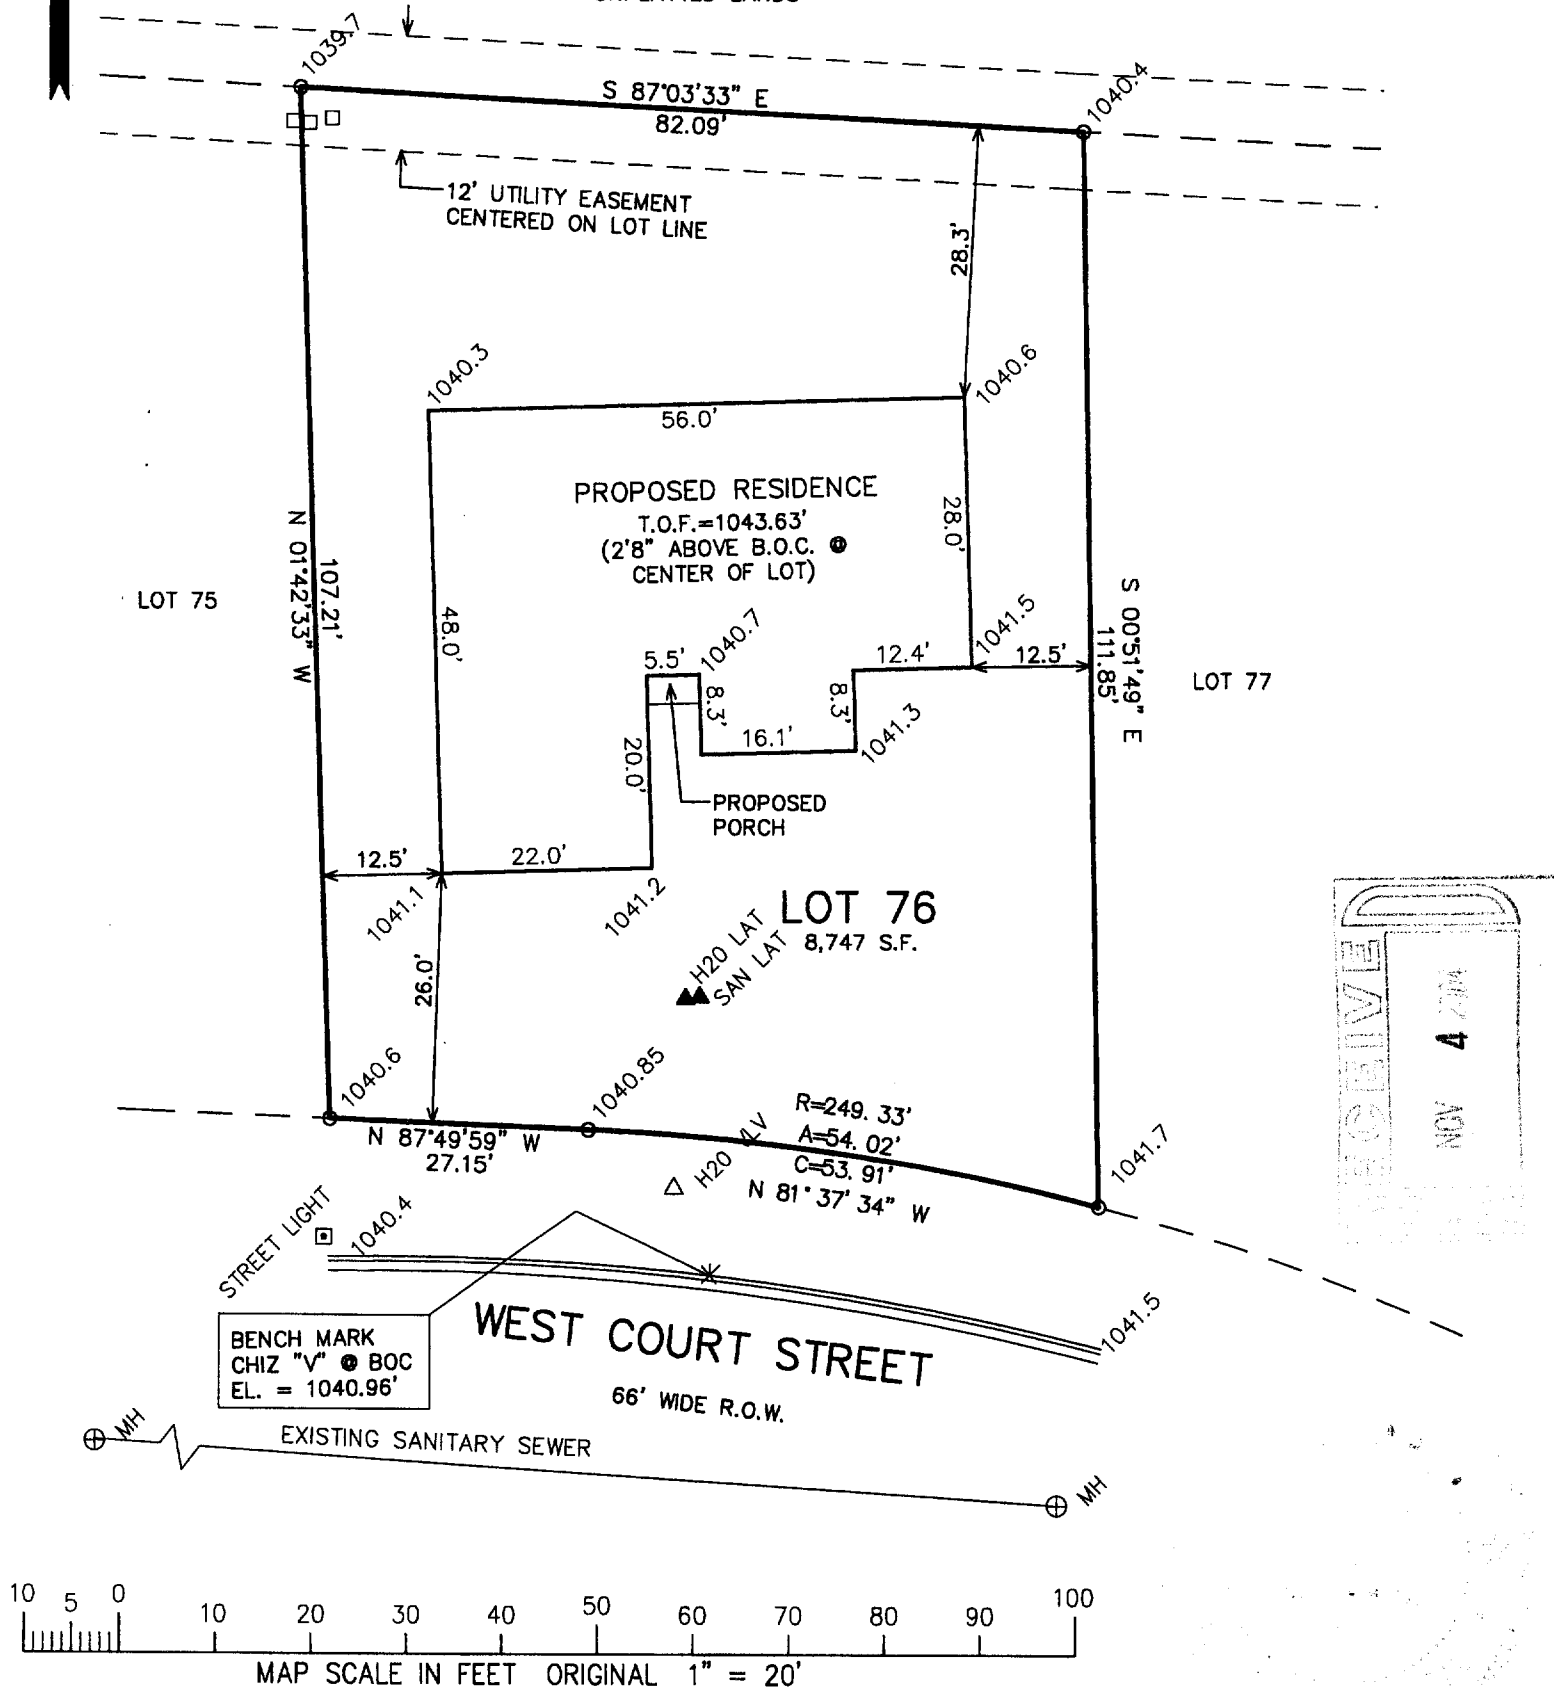 1039.7
S 87°03'33" E
82.09'
1040.4
12' UTILITY EASEMENT
CENTERED ON LOT LINE
28.3'
1040.3
1040.6
56.0'
PROPOSED RESIDENCE
T.O.F.=1043.63'
(2'8" ABOVE B.O.C. @
CENTER OF LOT)
28.0'
N 01°42'33" W
107.21'
LOT 75
48.0'
S 00°51'49" E
111.85'
LOT 77
1040.7
1041.5
5.5'
12.4'
12.5'
8.3'
8.3'
16.1'
1041.3
20.0'
PROPOSED
PORCH
12.5'
22.0'
1041.1
1041.2
LOT 76
8,747 S.F.
H20 LAT
SAN LAT
26.0'
1040.6
1040.85
N 87°49'59" W
27.15'
H20 VLV
R=249. 33'
A=54. 02'
C=53. 91'
N 81° 37' 34" W
1041.7
STREET LIGHT
1040.4
1041.5
BENCH MARK
CHIZ "V" @ BOC
EL. = 1040.96'
WEST COURT STREET
66' WIDE R.O.W.
MH
EXISTING SANITARY SEWER
MH
NOV 4
10 5 0 10 20 30 40 50 60 70 80 90 100
MAP SCALE IN FEET ORIGINAL 1" = 20'